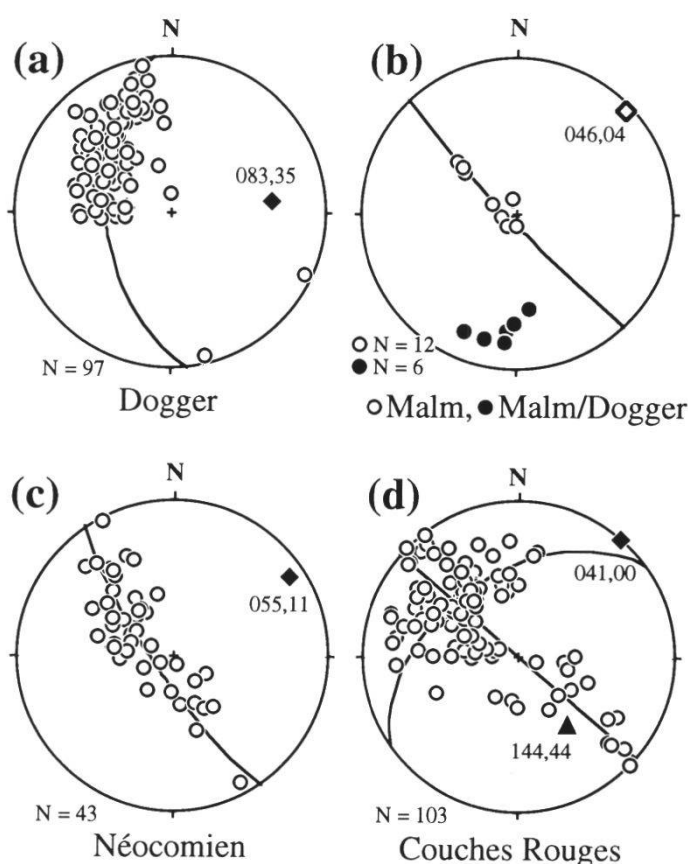 N
(a)
083,35
N = 97
Dogger
N
(b)
046,04
N = 12
N = 6
Malm, Malm/Dogger
N
(c)
055,11
N = 43
Néocomien
N
(d)
041,00
144,44
N = 103
Couches Rouges